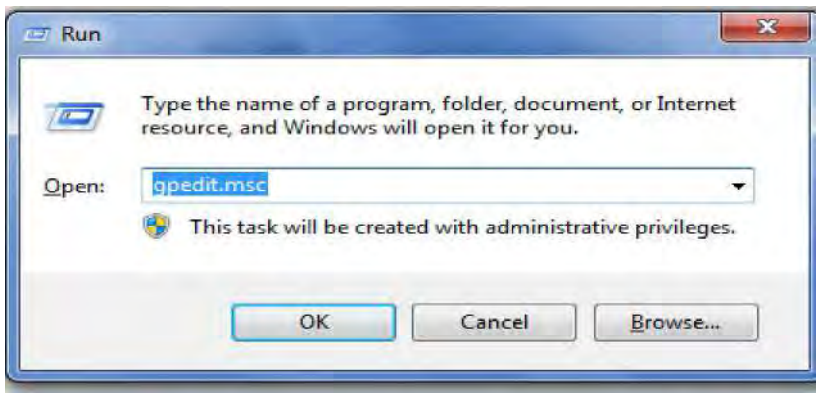 Run
Type the name of a program, folder, document, or Internet
resource, and Windows will open it for you.
Open: gpedit.msc
This task will be created with administrative privileges.
OK Cancel Browse...